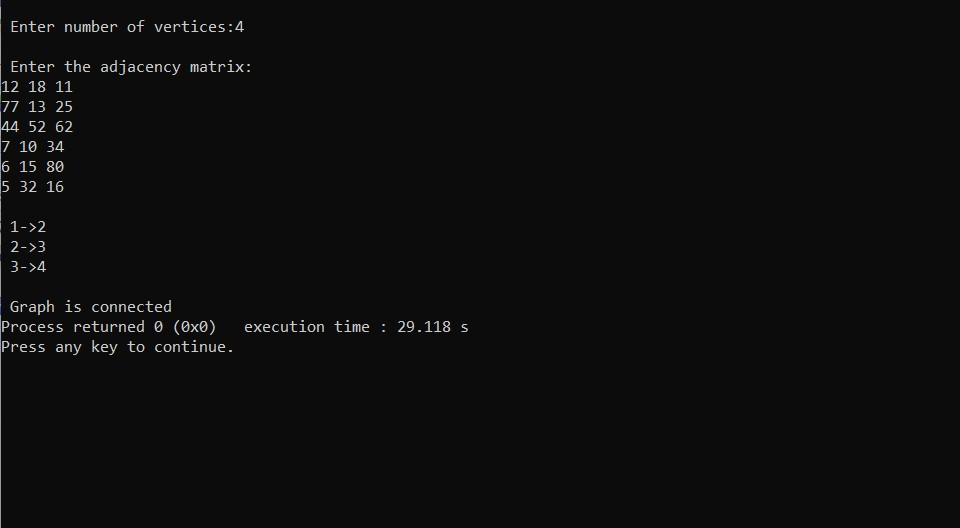 Enter number of vertices:4
Enter the adjacency matrix:
12 18 11
77 13 25
44 52 62
7 10 34
6 15 80
5 32 16
1->2
2->3
3->4
Graph is connected
Process returned 0 (0x0)   execution time : 29.118 s
Press any key to continue.